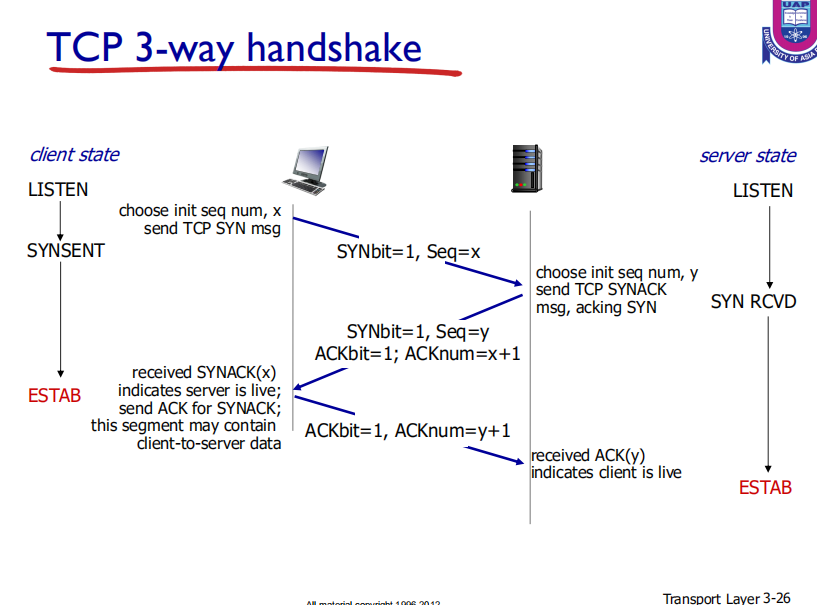 TCP 3-way handshake
UAP
UNIVERSITY OF ASIA
client state
server state
LISTEN
LISTEN
choose init seq num, x
send TCP SYN msg
SYNSENT
SYNbit=1, Seq=x
choose init seq num, y
send TCP SYNACK
msg, acking SYN
SYN RCVD
SYNbit=1, Seq=y
ACKbit=1; ACKnum=x+1
received SYNACK(x)
indicates server is live;
send ACK for SYNACK;
this segment may contain
client-to-server data
ESTAB
ACKbit=1, ACKnum=y+1
received ACK(y)
indicates client is live
ESTAB
All material copyright 1996-2012
Transport Layer 3-26